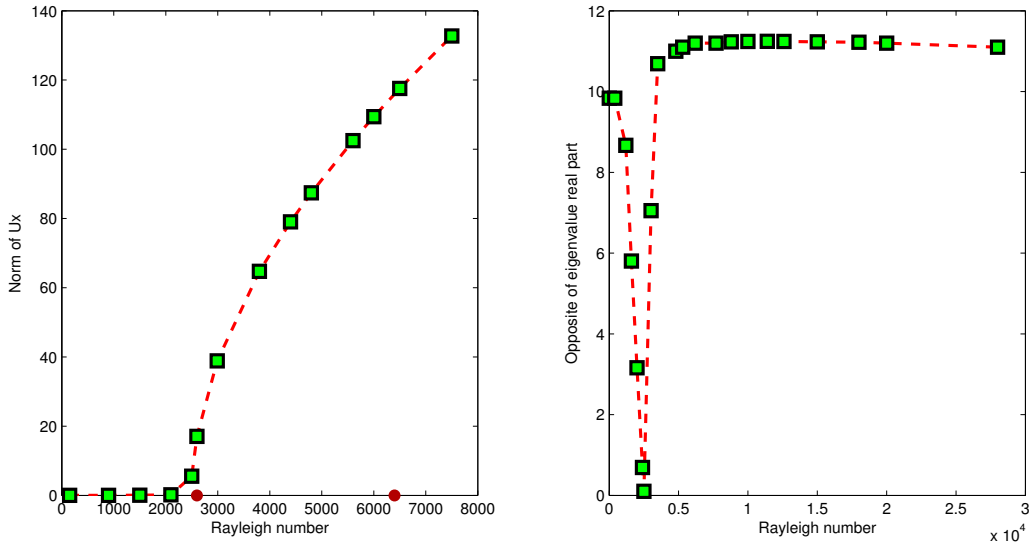 140
120
100
80
60
40
20
0
Norm of Ux
0 1000 2000 3000 4000 5000 6000 7000 8000
Rayleigh number
12
10
8
6
4
2
0
Opposite of eigenvalue real part
0 0.5 1 1.5 2 2.5 3
Rayleigh number
x 10^4